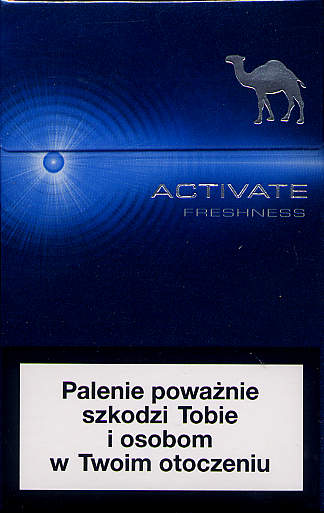 ACTIVATE
FRESHNESS
Palenie poważnie
szkodzi Tobie
i osobom
w Twoim otoczeniu